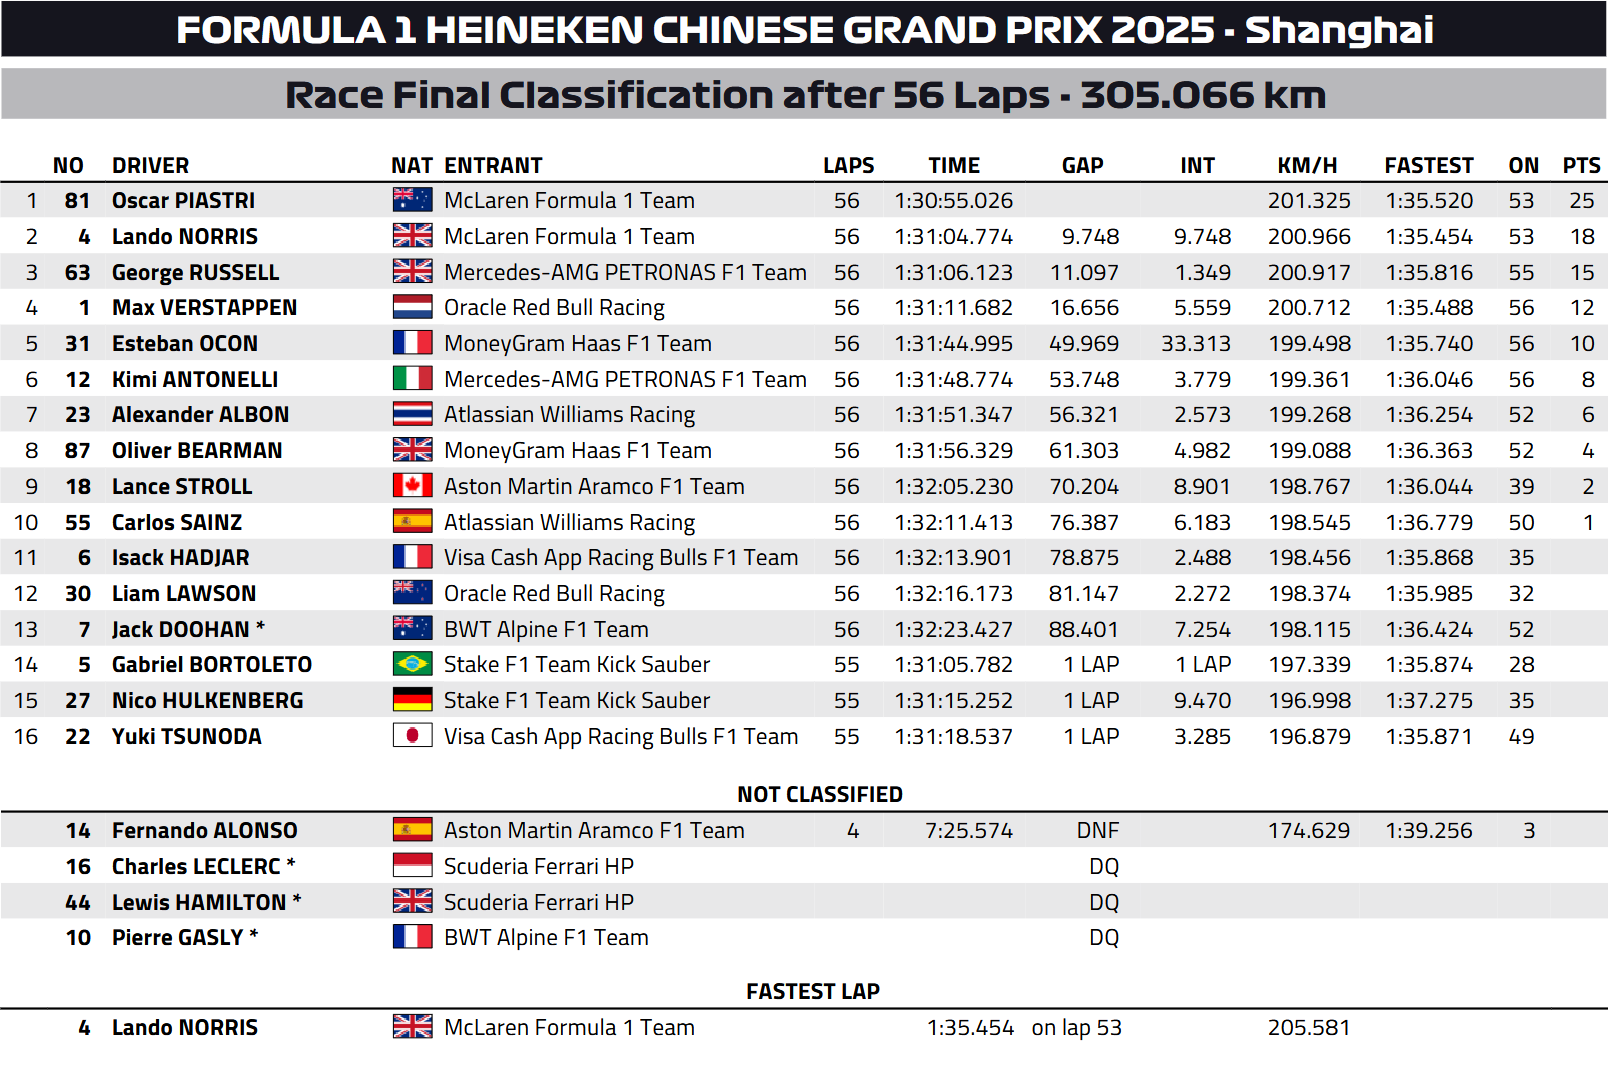 FORMULA 1 HEINEKEN CHINESE GRAND PRIX 2025 - Shanghai
Race Final Classification after 56 Laps - 305.066 km
NO DRIVER NAT ENTRANT LAPS TIME GAP INT KM/H FASTEST ON PTS
1 81 Oscar PIASTRI McLaren Formula 1 Team 56 1:30:55.026 201.325 1:35.520 53 25
2 4 Lando NORRIS McLaren Formula 1 Team 56 1:31:04.774 9.748 9.748 200.966 1:35.454 53 18
3 63 George RUSSELL Mercedes-AMG PETRONAS F1 Team 56 1:31:06.123 11.097 1.349 200.917 1:35.816 55 15
4 1 Max VERSTAPPEN Oracle Red Bull Racing 56 1:31:11.682 16.656 5.559 200.712 1:35.488 56 12
5 31 Esteban OCON MoneyGram Haas F1 Team 56 1:31:44.995 49.969 33.313 199.498 1:35.740 56 10
6 12 Kimi ANTONELLI Mercedes-AMG PETRONAS F1 Team 56 1:31:48.774 53.748 3.779 199.361 1:36.046 56 8
7 23 Alexander ALBON Atlassian Williams Racing 56 1:31:51.347 56.321 2.573 199.268 1:36.254 52 6
8 87 Oliver BEARMAN MoneyGram Haas F1 Team 56 1:31:56.329 61.303 4.982 199.088 1:36.363 52 4
9 18 Lance STROLL Aston Martin Aramco F1 Team 56 1:32:05.230 70.204 8.901 198.767 1:36.044 39 2
10 55 Carlos SAINZ Atlassian Williams Racing 56 1:32:11.413 76.387 6.183 198.545 1:36.779 50 1
11 6 Isack HADJAR Visa Cash App Racing Bulls F1 Team 56 1:32:13.901 78.875 2.488 198.456 1:35.868 35
12 30 Liam LAWSON Oracle Red Bull Racing 56 1:32:16.173 81.147 2.272 198.374 1:35.985 32
13 7 Jack DOOHAN * BWT Alpine F1 Team 56 1:32:23.427 88.401 7.254 198.115 1:36.424 52
14 5 Gabriel BORTOLETO Stake F1 Team Kick Sauber 55 1:31:05.782 1 LAP 1 LAP 197.339 1:35.874 28
15 27 Nico HULKENBERG Stake F1 Team Kick Sauber 55 1:31:15.252 1 LAP 9.470 196.998 1:37.275 35
16 22 Yuki TSUNODA Visa Cash App Racing Bulls F1 Team 55 1:31:18.537 1 LAP 3.285 196.879 1:35.871 49
NOT CLASSIFIED
14 Fernando ALONSO Aston Martin Aramco F1 Team 4 7:25.574 DNF 174.629 1:39.256 3
16 Charles LECLERC * Scuderia Ferrari HP DQ
44 Lewis HAMILTON * Scuderia Ferrari HP DQ
10 Pierre GASLY * BWT Alpine F1 Team DQ
FASTEST LAP
4 Lando NORRIS McLaren Formula 1 Team 1:35.454 on lap 53 205.581